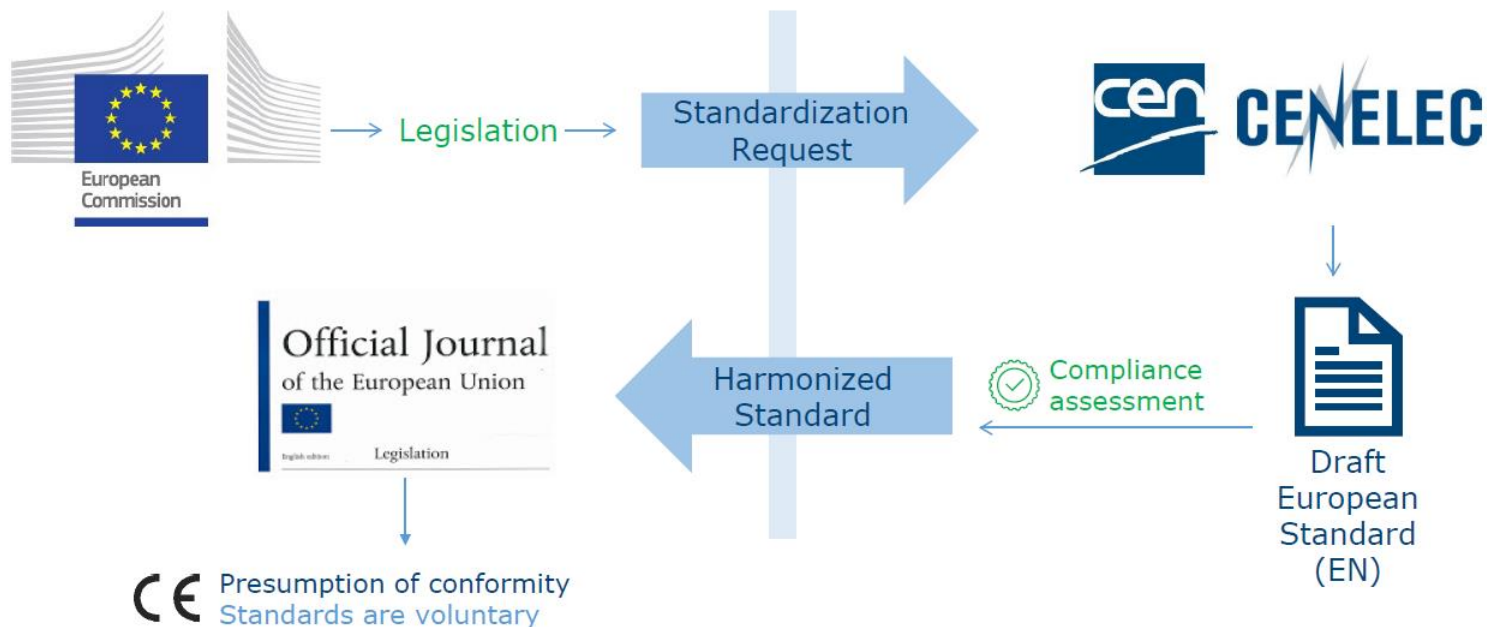 European
Commission
Legislation
Standardization
Request
cen
CENELEC
Official Journal
of the European Union
English edition
Legislation
Harmonized
Standard
Compliance
assessment
Draft
European
Standard
(EN)
CE
Presumption of conformity
Standards are voluntary